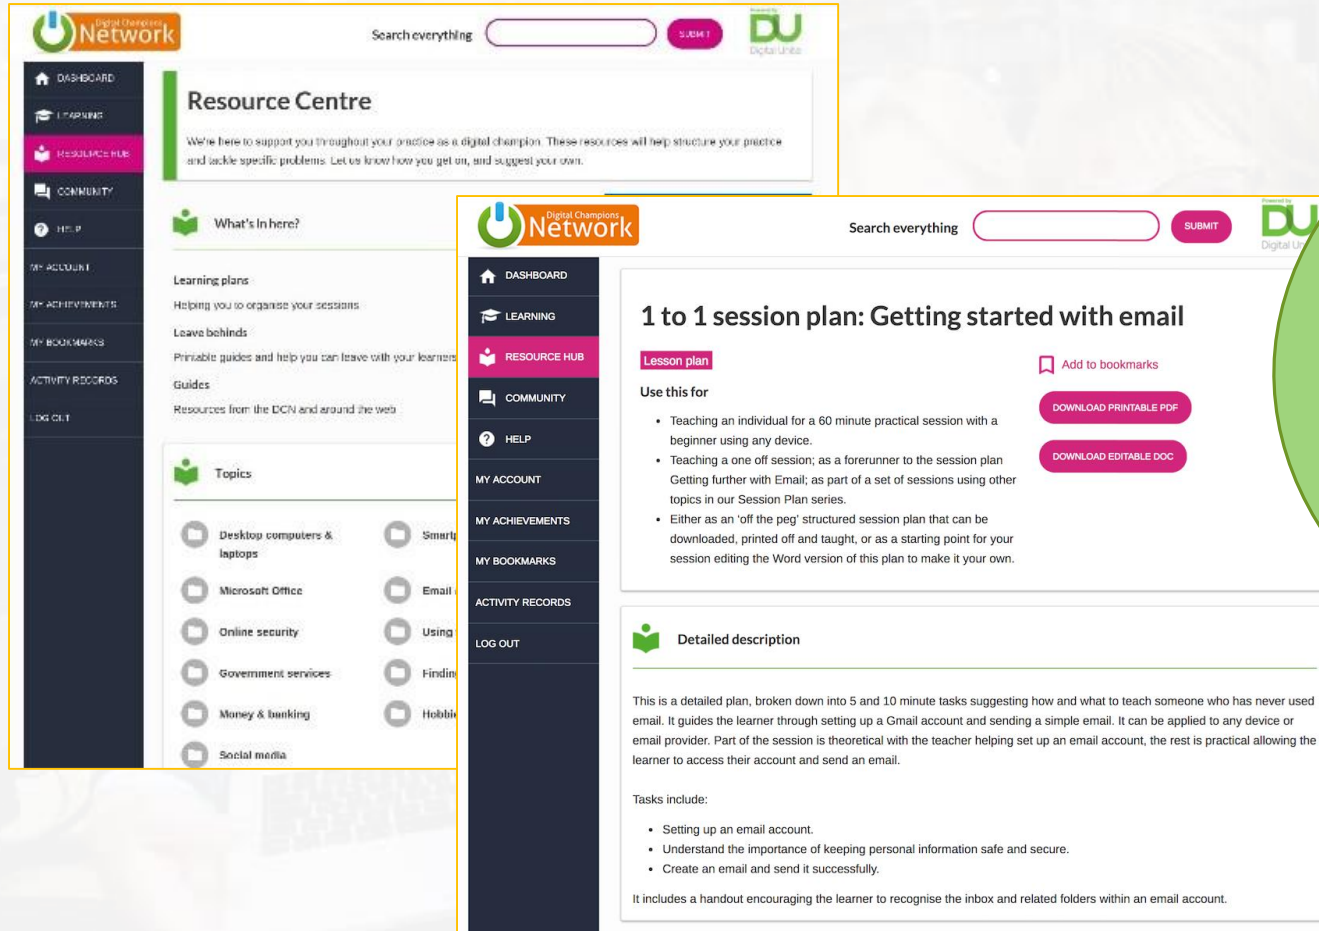 Digital Champions
Network
Search everything
SUBMIT
Powered by
DU
Digital Unite
DASHBOARD
LEARNING
RESOURCE HUB
COMMUNITY
HELP
MY ACCOUNT
MY ACHIEVEMENTS
MY BOOKMARKS
ACTIVITY RECORDS
LOG OUT
Resource Centre
We're here to support you throughout your practice as a digital champion. These resources will help structure your practice
and tackle specific problems. Let us know how you get on, and suggest your own.
What's In here?
Learning plans
Helping you to organise your sessions
Leave behinds
Printable guides and help you can leave with your learners
Guides
Resources from the DCN and around the web
Topics
Desktop computers &
laptops
Microsoft Office
Email
Online security
Using
Government services
Money & banking
Social media
Digital Champions
Network
Search everything
SUBMIT
Powered by
DU
Digital
DASHBOARD
LEARNING
RESOURCE HUB
COMMUNITY
HELP
MY ACCOUNT
MY ACHIEVEMENTS
MY BOOKMARKS
ACTIVITY RECORDS
LOG OUT
1 to 1 session plan: Getting started with email
Lesson plan
Add to bookmarks
DOWNLOAD PRINTABLE PDF
DOWNLOAD EDITABLE DOC
Use this for
• Teaching an individual for a 60 minute practical session with a
beginner using any device.
• Teaching a one off session; as a forerunner to the session plan
Getting further with Email; as part of a set of sessions using other
topics in our Session Plan series.
• Either as an 'off the peg' structured session plan that can be
downloaded, printed off and taught, or as a starting point for your
session editing the Word version of this plan to make it your own.
Detailed description
This is a detailed plan, broken down into 5 and 10 minute tasks suggesting how and what to teach someone who has never used
email. It guides the learner through setting up a Gmail account and sending a simple email. It can be applied to any device or
email provider. Part of the session is theoretical with the teacher helping set up an email account, the rest is practical allowing the
learner to access their account and send an email.
Tasks include:
• Setting up an email account.
• Understand the importance of keeping personal information safe and secure.
• Create an email and send it successfully.
It includes a handout encouraging the learner to recognise the inbox and related folders within an email account.